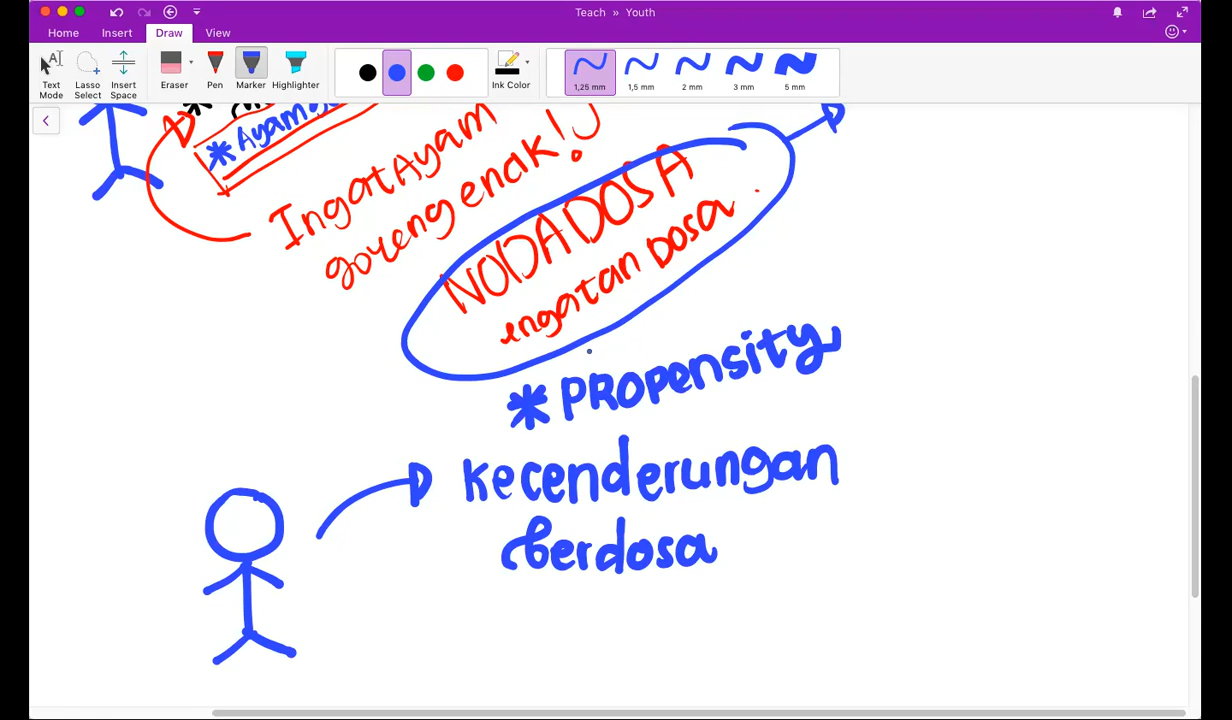 Teach » Youth
Home
Insert
Draw
View
Text Mode
Lasso Select
Insert Space
Eraser
Pen
Marker
Highlighter
Ink Color
1,25 mm
1,5 mm
2 mm
3 mm
5 mm
* Ayam
Ingat Ayam
goreng enak!
NODA DOSA
ingatan Dosa
* PROpensity
Kecenderungan
berdosa